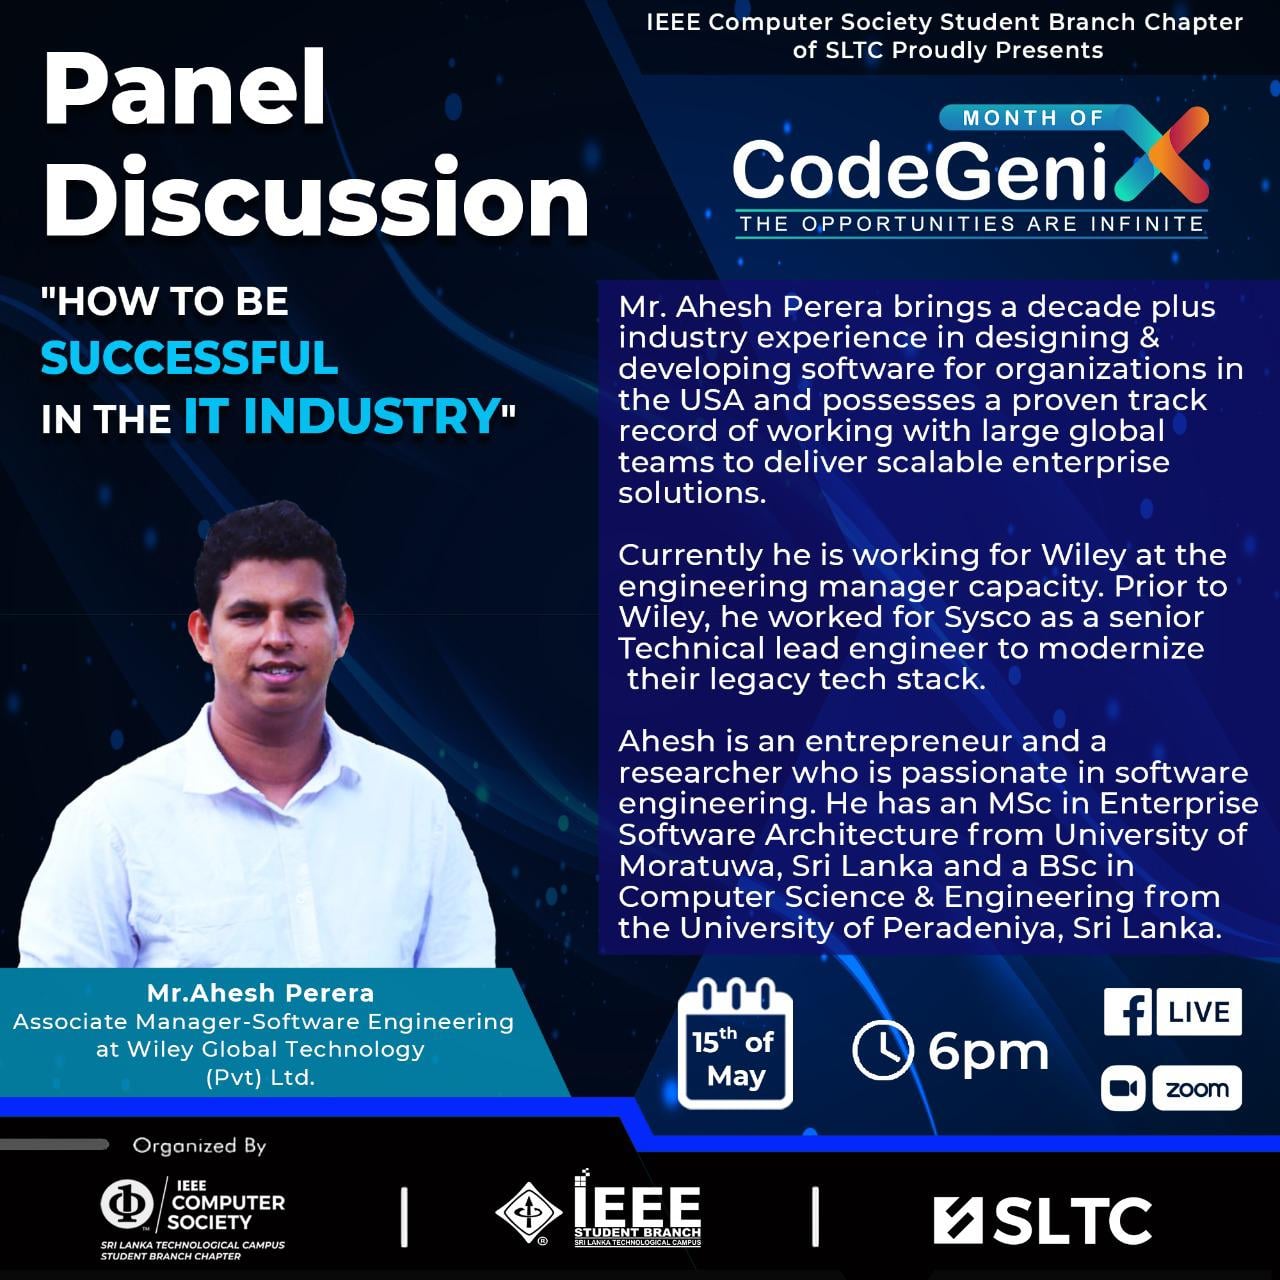 IEEE Computer Society Student Branch Chapter
of SLTC Proudly Presents
Panel
Discussion
"HOW TO BE
SUCCESSFUL
IN THE IT INDUSTRY"
MONTH OF
CodeGeniX
THE OPPORTUNITIES ARE INFINITE
Mr. Ahesh Perera brings a decade plus
industry experience in designing &
developing software for organizations in
the USA and possesses a proven track
record of working with large global
teams to deliver scalable enterprise
solutions.
Currently he is working for Wiley at the
engineering manager capacity. Prior to
Wiley, he worked for Sysco as a senior
Technical lead engineer to modernize
their legacy tech stack.
Ahesh is an entrepreneur and a
researcher who is passionate in software
engineering. He has an MSc in Enterprise
Software Architecture from University of
Moratuwa, Sri Lanka and a BSc in
Computer Science & Engineering from
the University of Peradeniya, Sri Lanka.
Mr.Ahesh Perera
Associate Manager-Software Engineering
at Wiley Global Technology
(Pvt) Ltd.
15th of
May
6pm
f LIVE
zoom
Organized By
IEEE
COMPUTER
SOCIETY
TM
SRI LANKA TECHNOLOGICAL CAMPUS
STUDENT BRANCH CHAPTER
®
IEEE
STUDENT BRANCH
SRI LANKA TECHNOLOGICAL CAMPUS
SLTC